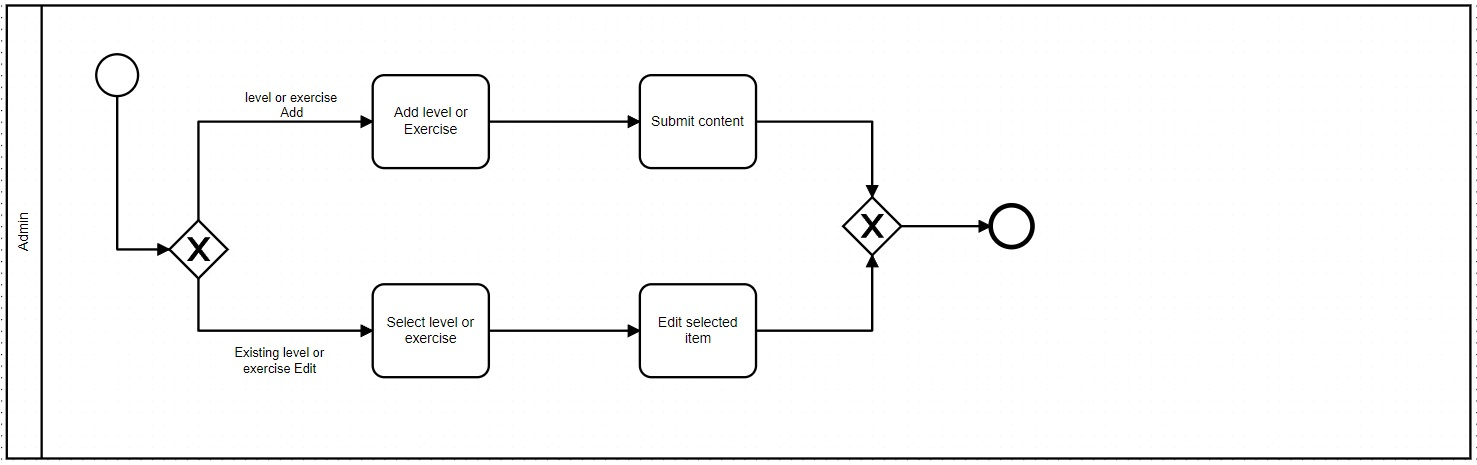 Admin
level or exercise
Add
Add level or
Exercise
Submit content
X
X
Existing level or
exercise Edit
Select level or
exercise
Edit selected
item